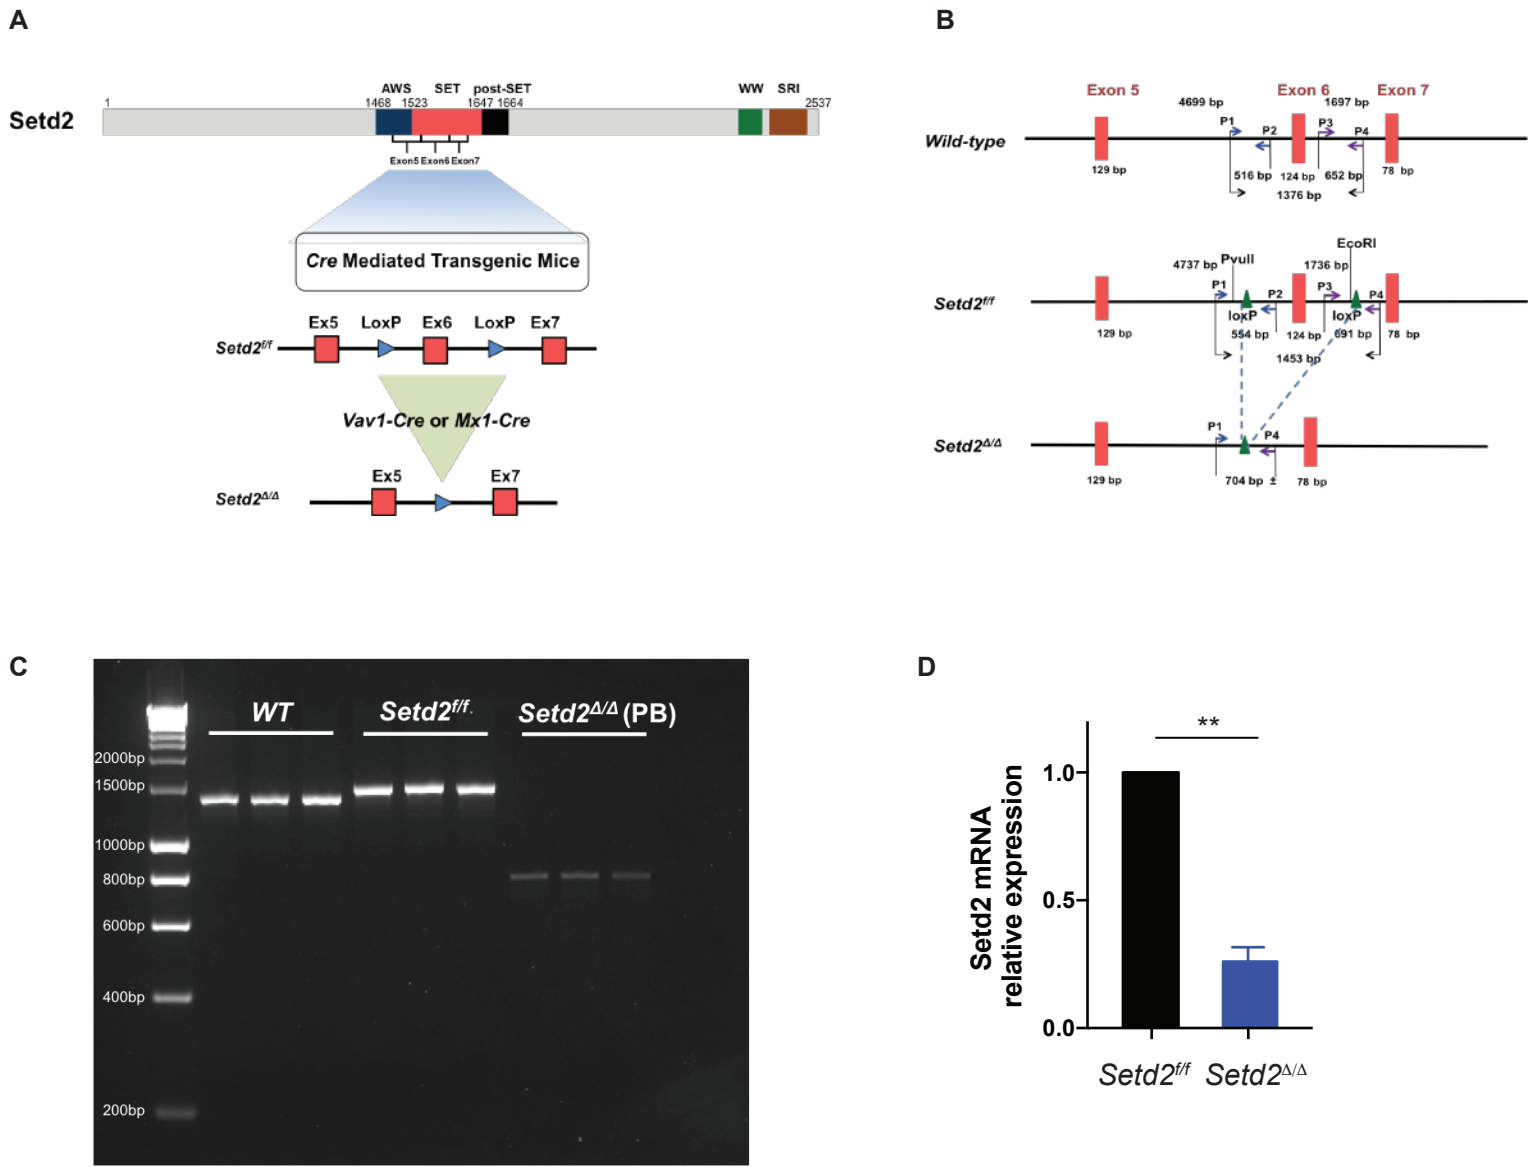 A
B
AWS SET post-SET WW SRI
1 1468 1523 1647 1664 2537
Setd2
Exon5 Exon6 Exon7
Cre Mediated Transgenic Mice
Ex5 LoxP Ex6 LoxP Ex7
Setd2f/f
Vav1-Cre or Mx1-Cre
Ex5 Ex7
Setd2Δ/Δ
Exon 5 Exon 6 Exon 7
4699 bp 1697 bp
P1 P2 P3 P4
Wild-type
129 bp 516 bp 124 bp 652 bp 78 bp
1376 bp
EcoRI
4737 bp PvuII 1736 bp
P1 P2 P3 P4
Setd2f/f
loxP loxP
129 bp 554 bp 124 bp 691 bp 78 bp
1453 bp
P1 P4
Setd2Δ/Δ
129 bp 704 bp ± 78 bp
C
D
WT Setd2f/f. Setd2Δ/Δ (PB)
2000bp
1500bp
1000bp
800bp
600bp
400bp
200bp
**
Setd2 mRNA
relative expression
1.0
0.5
0.0
Setd2f/f Setd2Δ/Δ